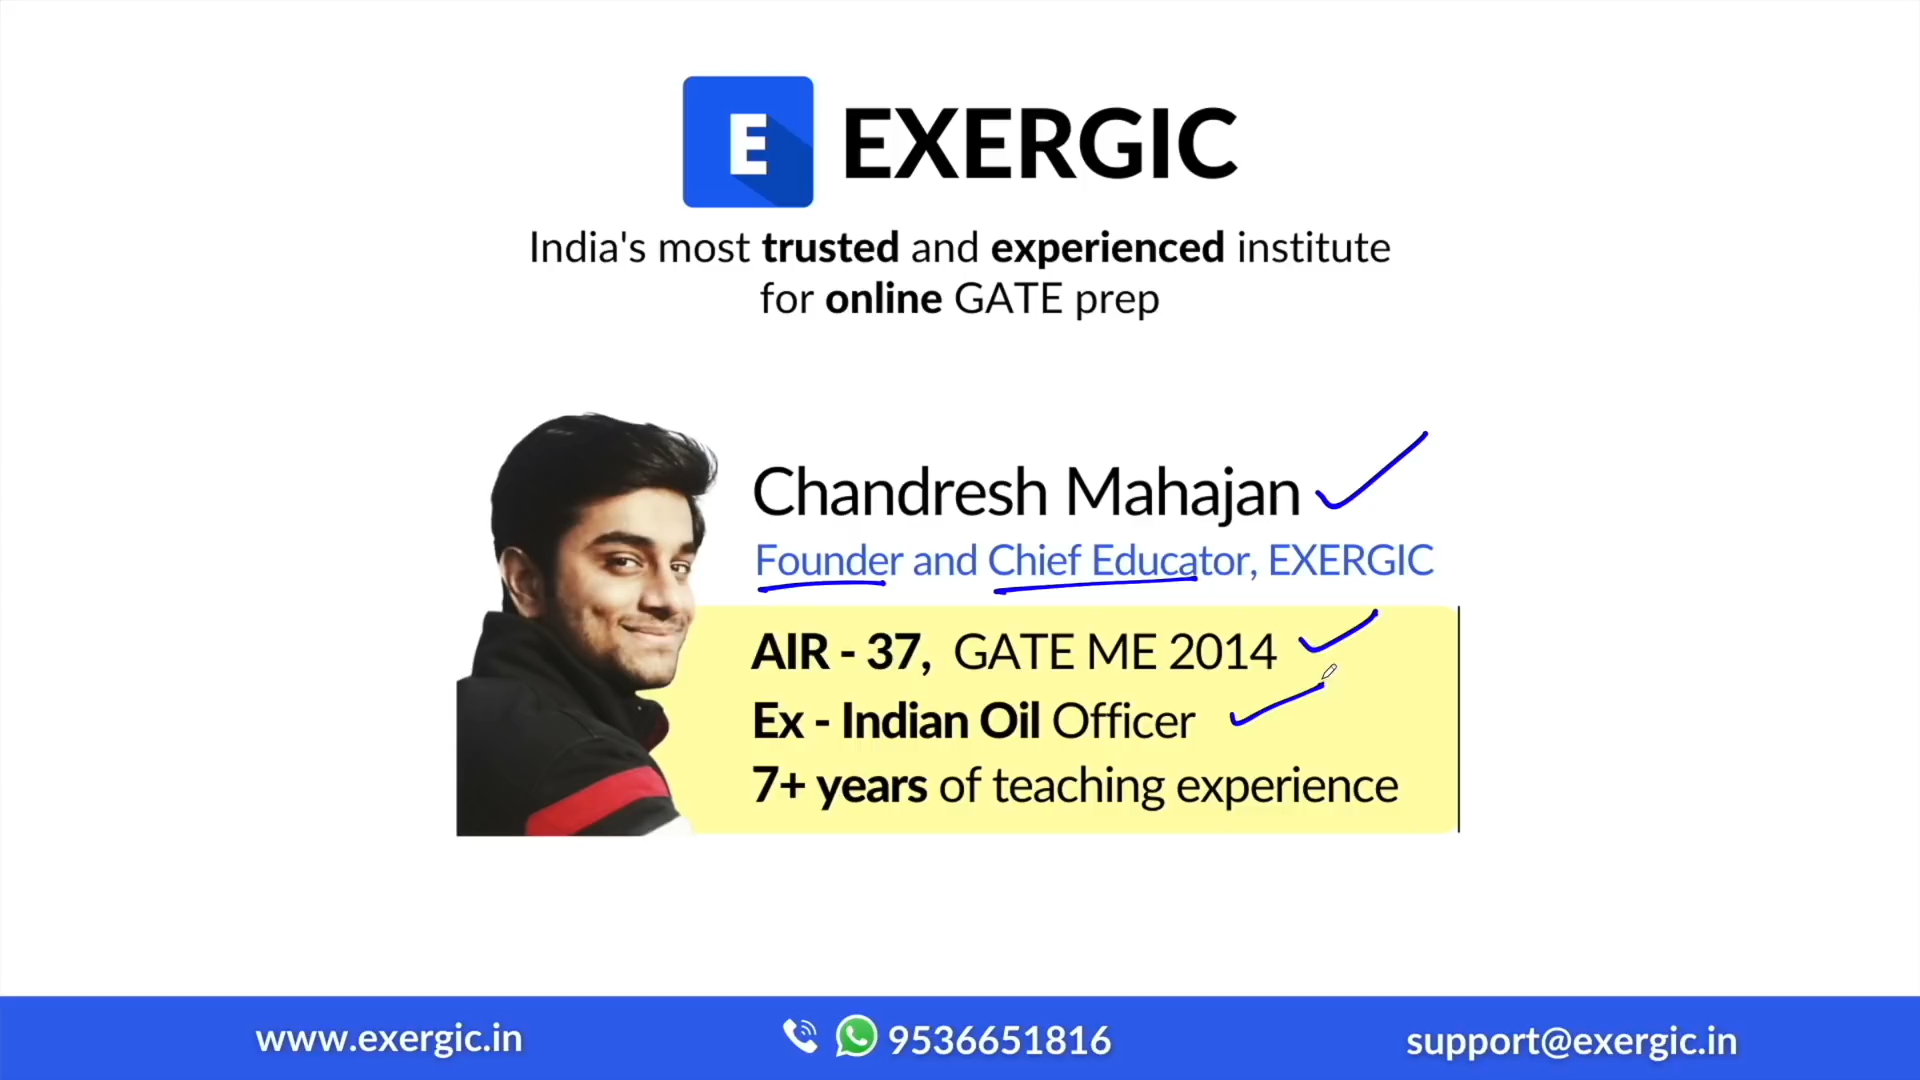 E EXERGIC
India's most trusted and experienced institute
for online GATE prep
Chandresh Mahajan
Founder and Chief Educator, EXERGIC
AIR - 37, GATE ME 2014
Ex - Indian Oil Officer
7+ years of teaching experience
www.exergic.in 9536651816 support@exergic.in